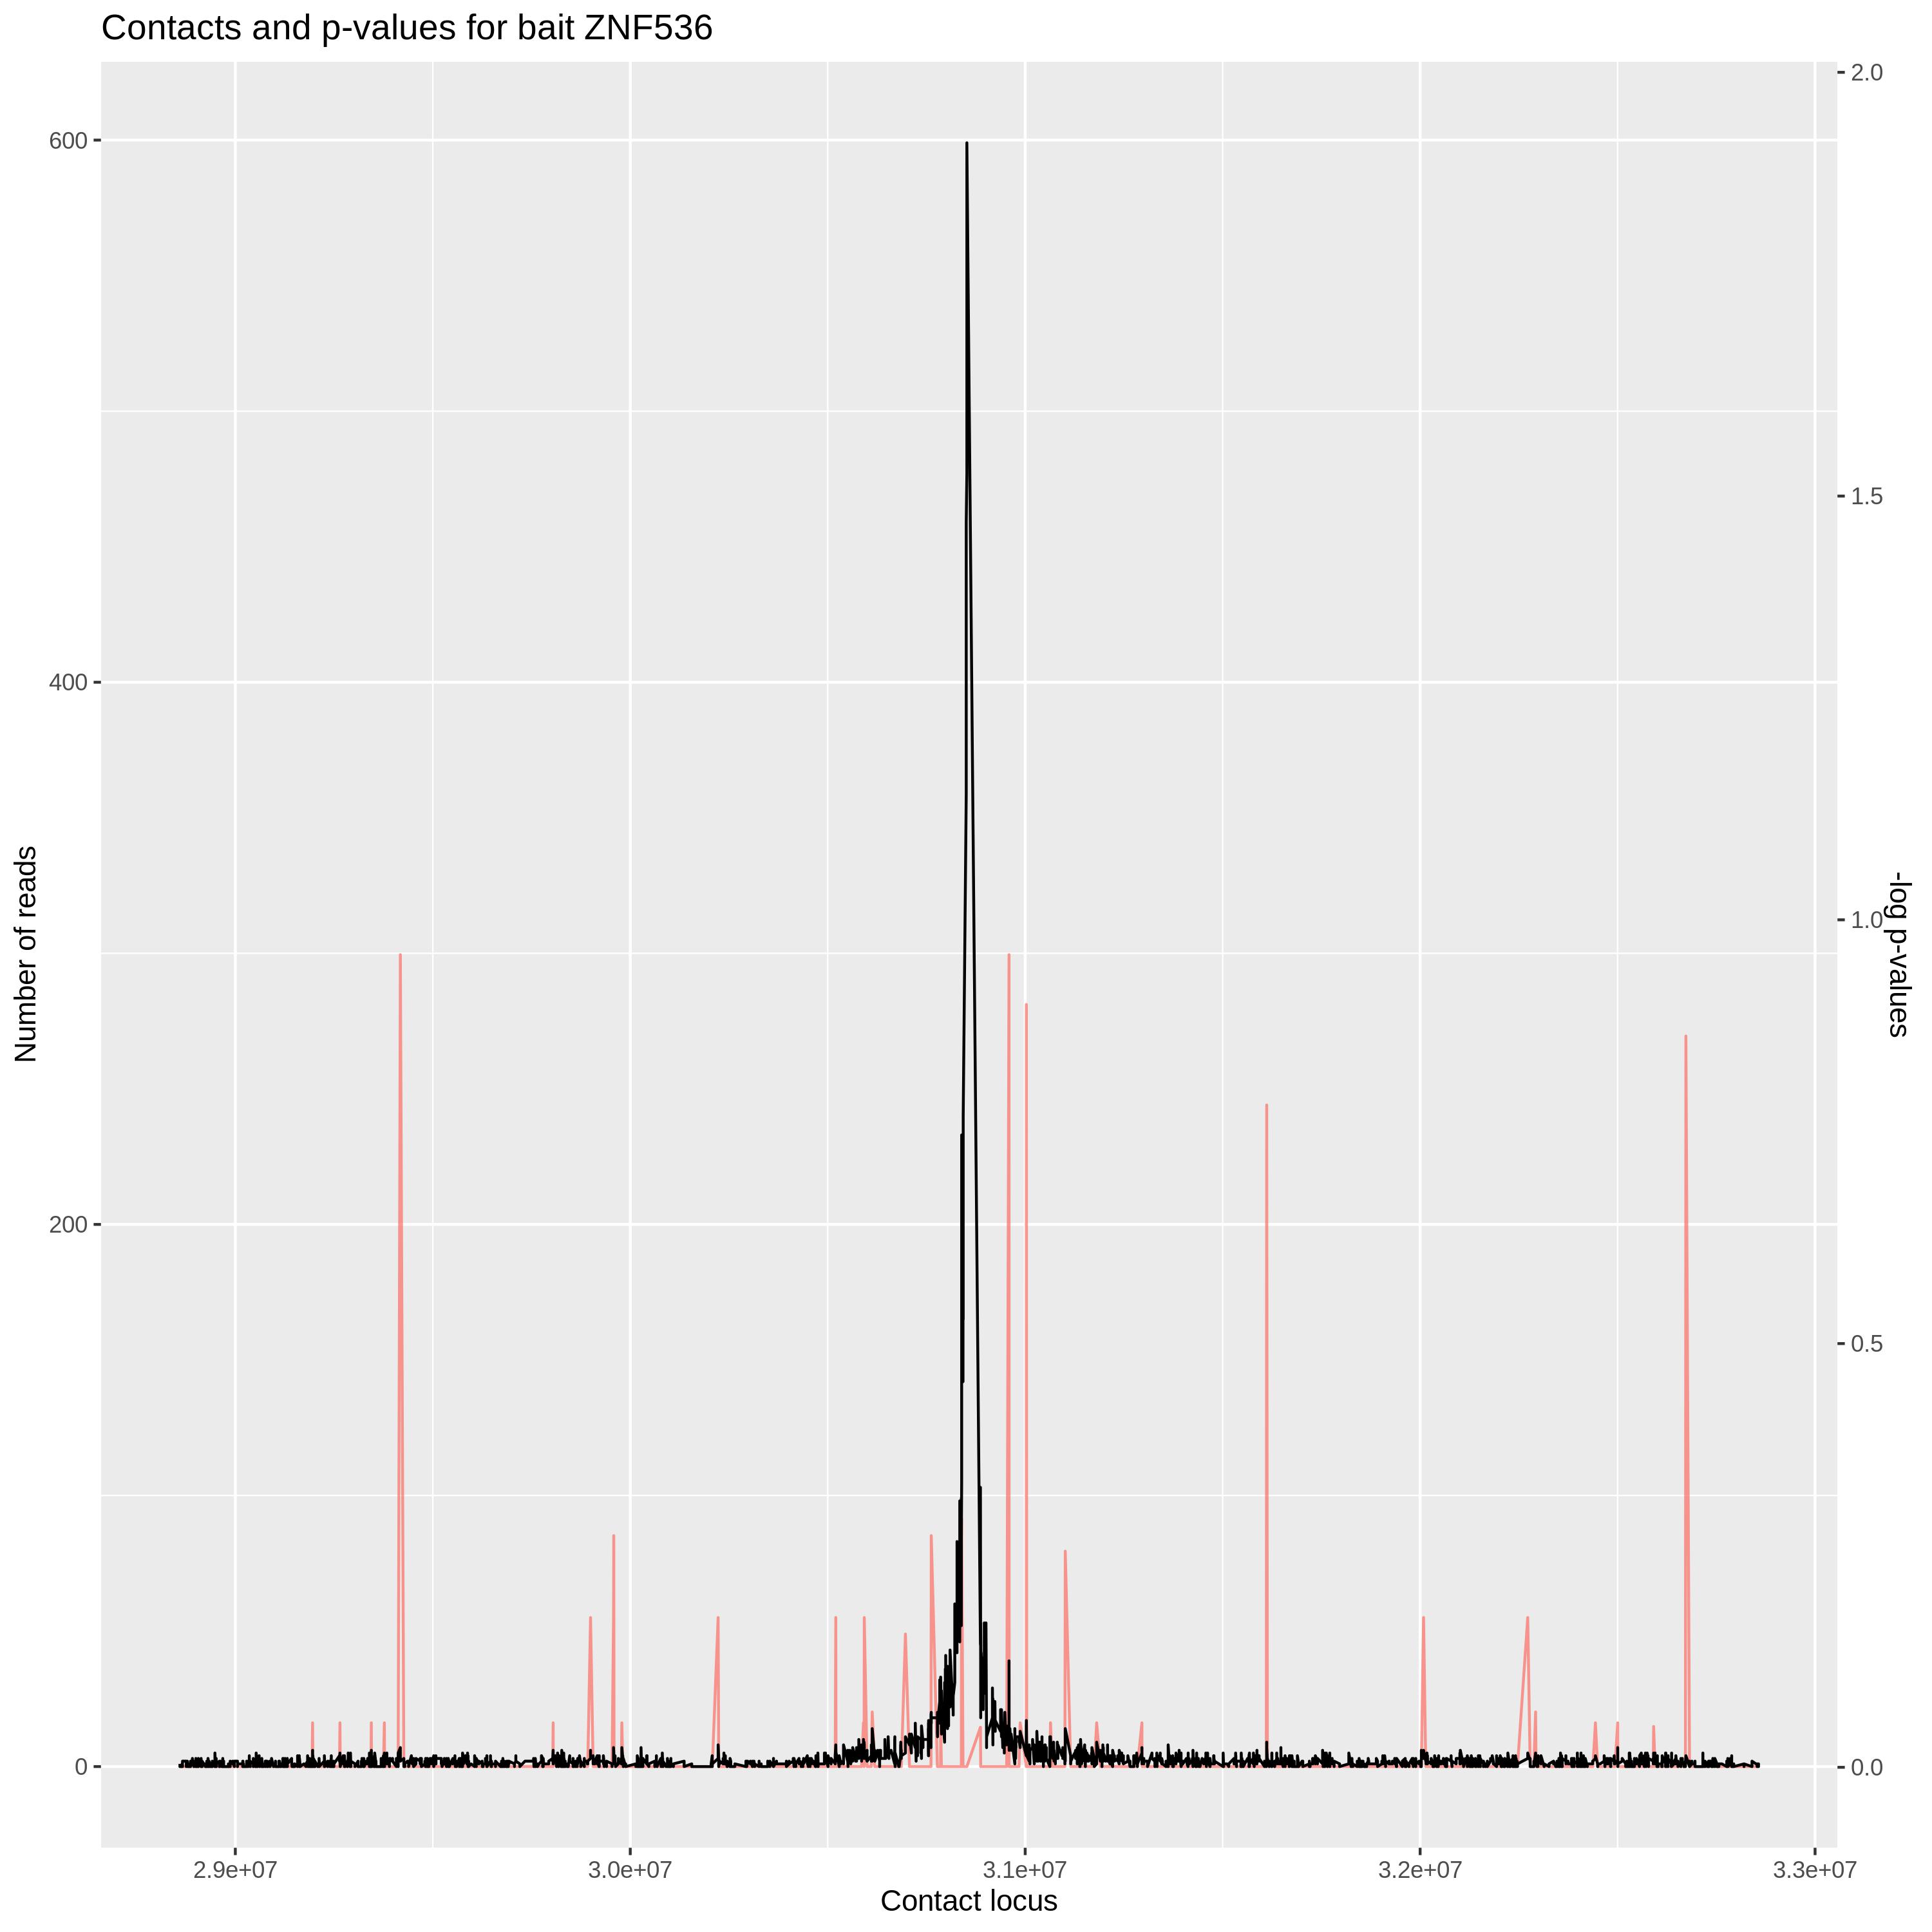 Contacts and p-values for bait ZNF536
Number of reads
600
400
200
0
2.0
1.5
1.0
0.5
0.0
-log p-values
2.9e+07
3.0e+07
3.1e+07
3.2e+07
3.3e+07
Contact locus